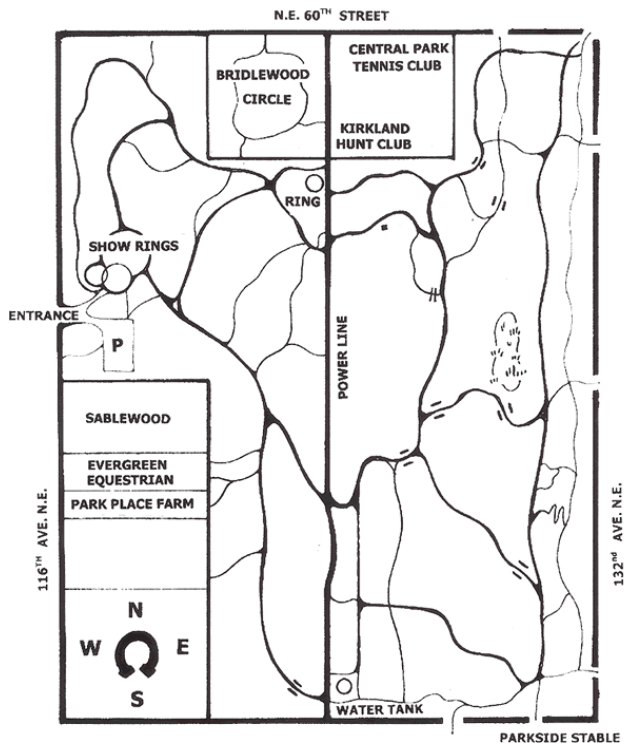 N.E. 60TH STREET
BRIDLEWOOD
CIRCLE
CENTRAL PARK
TENNIS CLUB
KIRKLAND
HUNT CLUB
RING
SHOW RINGS
ENTRANCE
P
POWER LINE
SABLEWOOD
EVERGREEN
EQUESTRIAN
PARK PLACE FARM
116TH AVE. N.E.
132nd AVE. N.E.
N
W E
S
WATER TANK
PARKSIDE STABLE